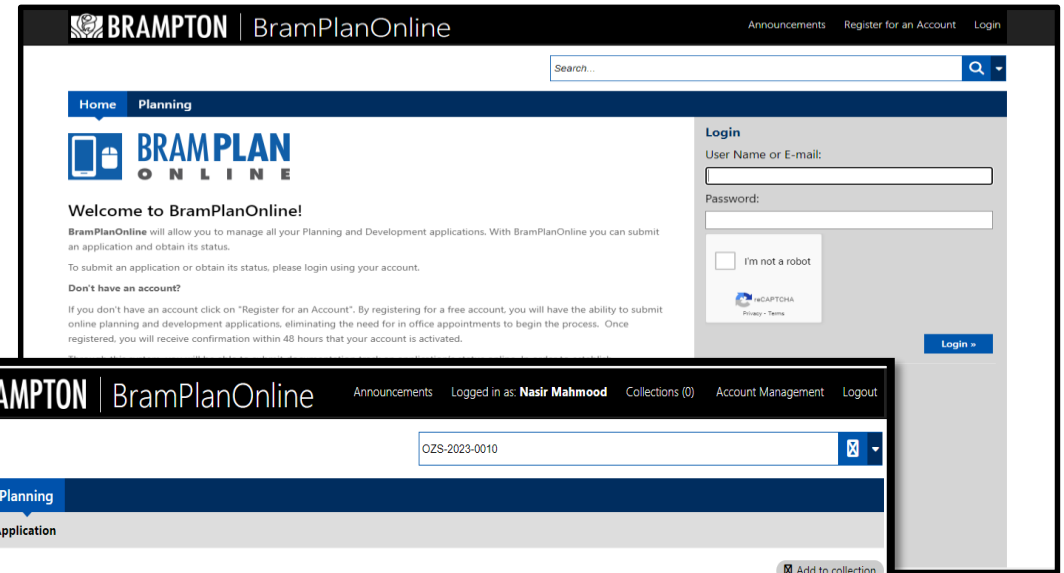 BRAMPTON | BramPlanOnline
Announcements Register for an Account Login
Search...
Home Planning
BRAMPLAN
ONLINE
Welcome to BramPlanOnline!
BramPlanOnline will allow you to manage all your Planning and Development applications. With BramPlanOnline you can submit
an application and obtain its status.
To submit an application or obtain its status, please login using your account.
Don't have an account?
If you don't have an account click on "Register for an Account". By registering for a free account, you will have the ability to submit
online planning and development applications, eliminating the need for in office appointments to begin the process. Once
registered, you will receive confirmation within 48 hours that your account is activated.
Login
User Name or E-mail:
Password:
I'm not a robot
reCAPTCHA
Privacy - Terms
Login »
AMPTON | BramPlanOnline
Announcements Logged in as: Nasir Mahmood Collections (0) Account Management Logout
OZS-2023-0010
Planning
Application
Add to collection